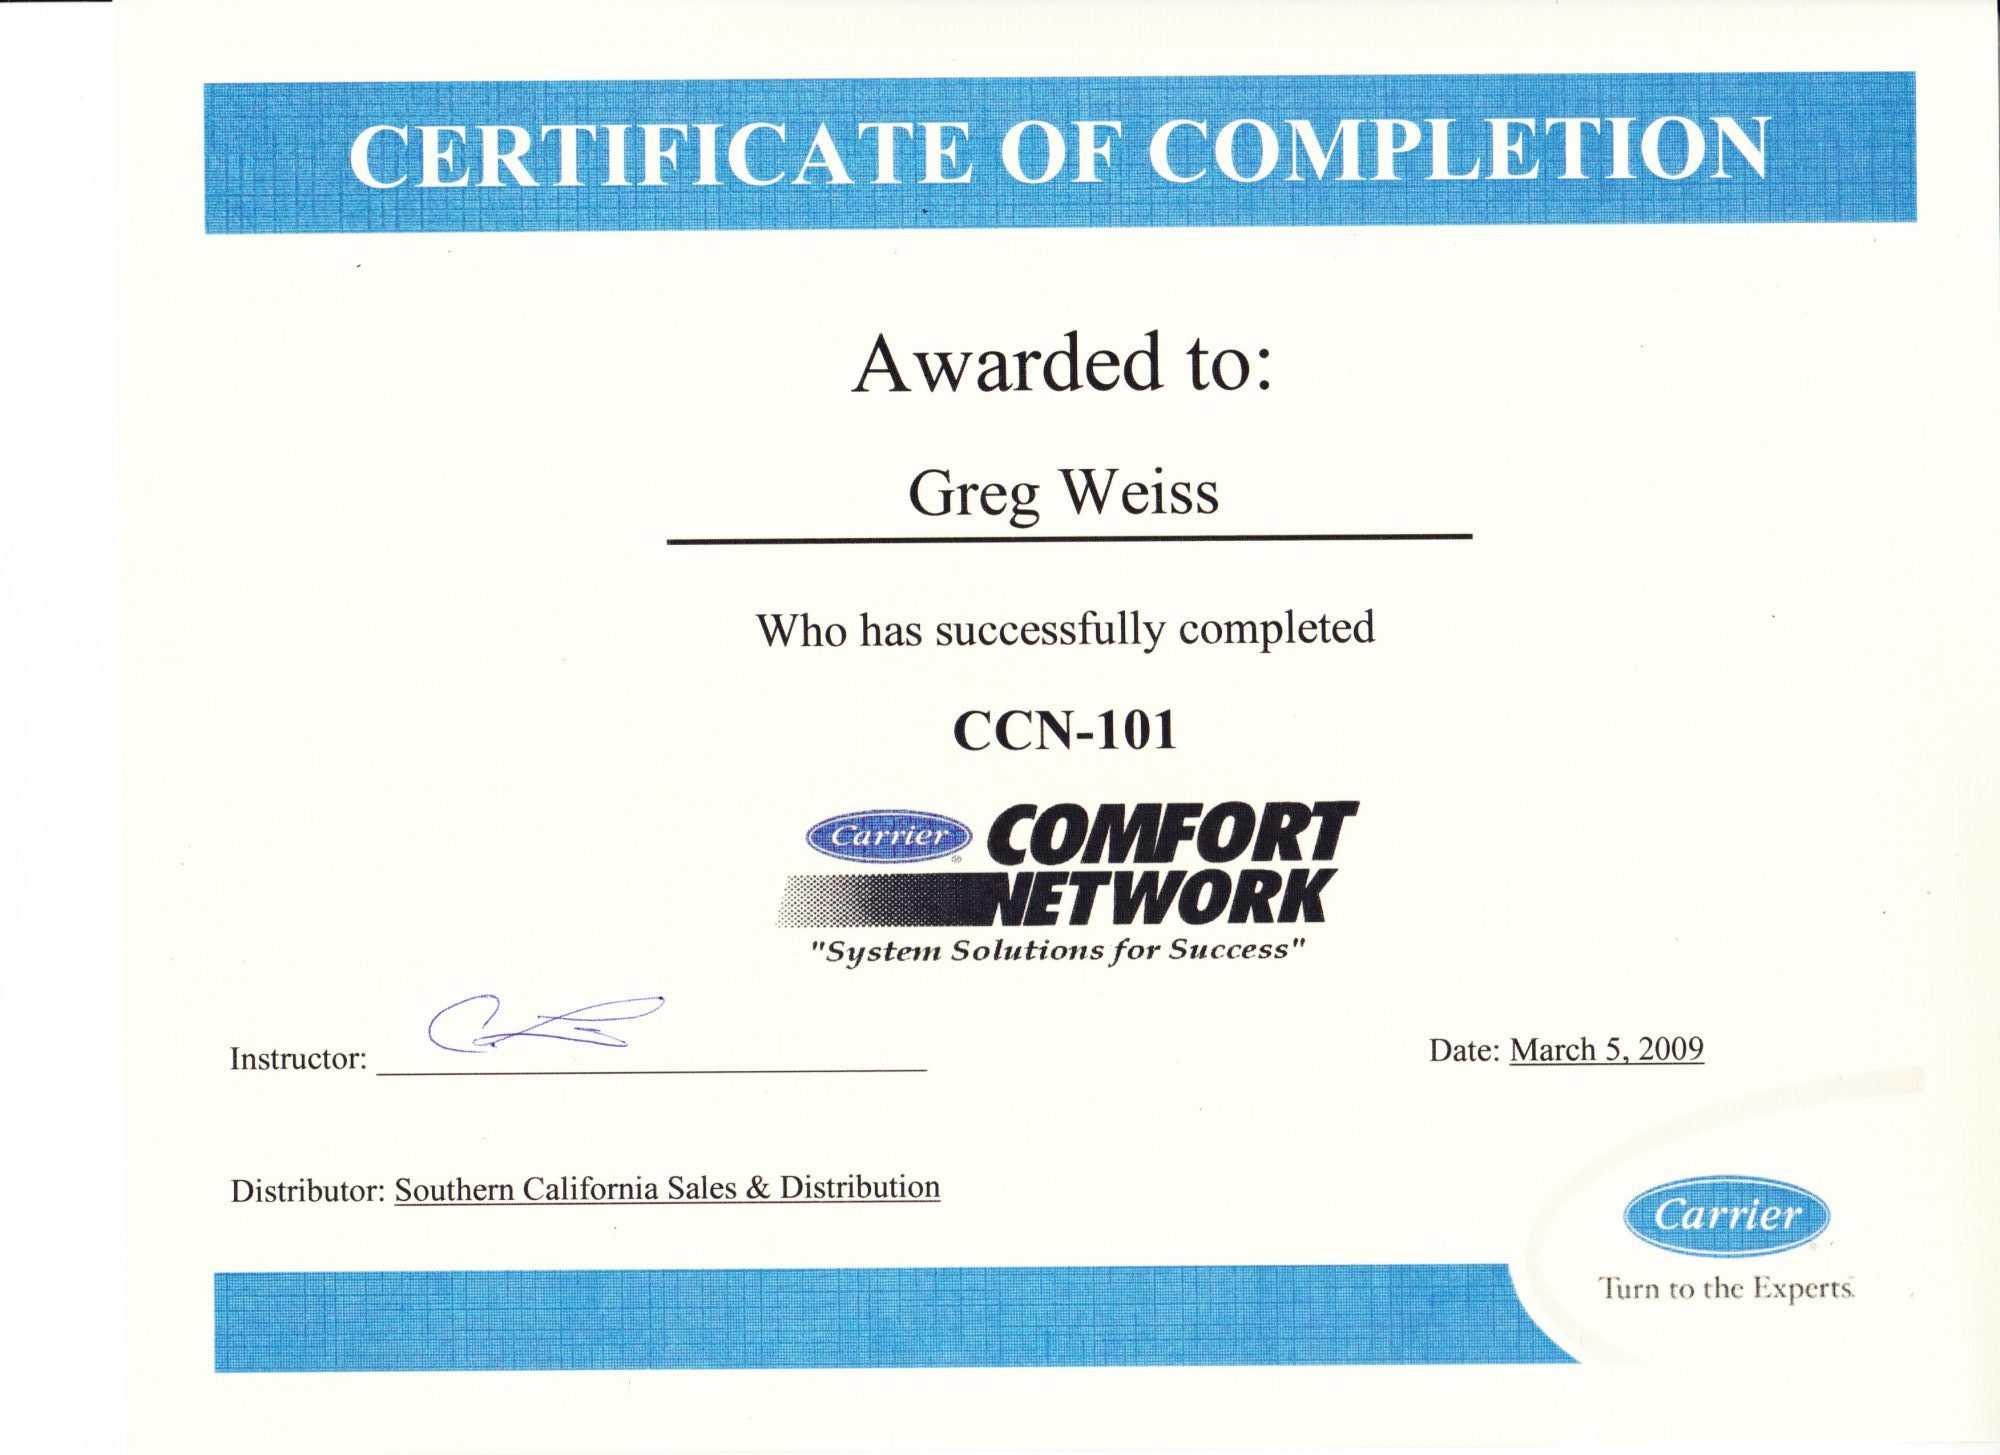 CERTIFICATE OF COMPLETION
Awarded to:
Greg Weiss
Who has successfully completed
CCN-101
Carrier COMFORT
NETWORK
"System Solutions for Success"
Instructor:
Date: March 5, 2009
Distributor: Southern California Sales & Distribution
Carrier
Turn to the Experts.